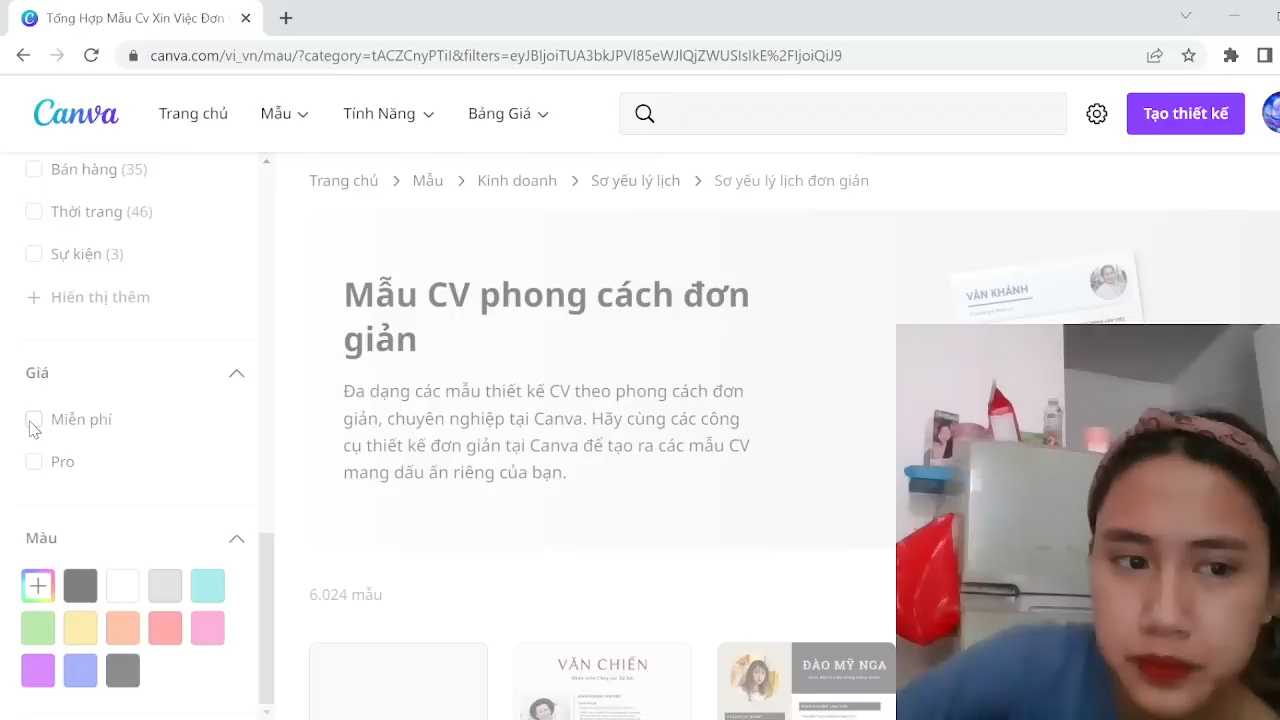 Tổng Hợp Mẫu Cv Xin Việc Đơn
canva.com/vi_vn/mau/?category=tACZCnyPTiI&filters=eyJBIjoiTUA3bkJPVl85eWJlQjZWUSIsIkE%2FIjoiQiJ9
Canva
Trang chủ
Mẫu
Tính Năng
Bảng Giá
Tạo thiết kế
Bán hàng (35)
Thời trang (46)
Sự kiện (3)
Hiển thị thêm
Giá
Miễn phí
Pro
Màu
Trang chủ > Mẫu > Kinh doanh > Sơ yếu lý lịch > Sơ yếu lý lịch đơn giản
Mẫu CV phong cách đơn
giản
Đa dạng các mẫu thiết kế CV theo phong cách đơn
giản, chuyên nghiệp tại Canva. Hãy cùng các công
cụ thiết kế đơn giản tại Canva để tạo ra các mẫu CV
mang dấu ấn riêng của bạn.
VÂN KHÁNH
6.024 mẫu
VĂN CHIẾN
ĐÀO MỸ NGA